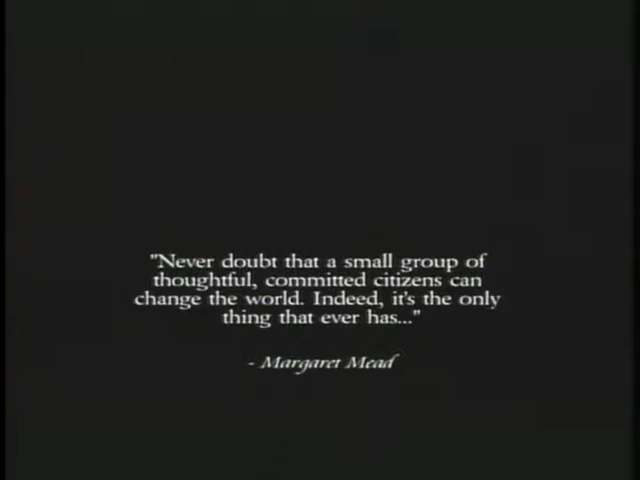 "Never doubt that a small group of
thoughtful, committed citizens can
change the world. Indeed, it's the only
thing that ever has..."
- Margaret Mead